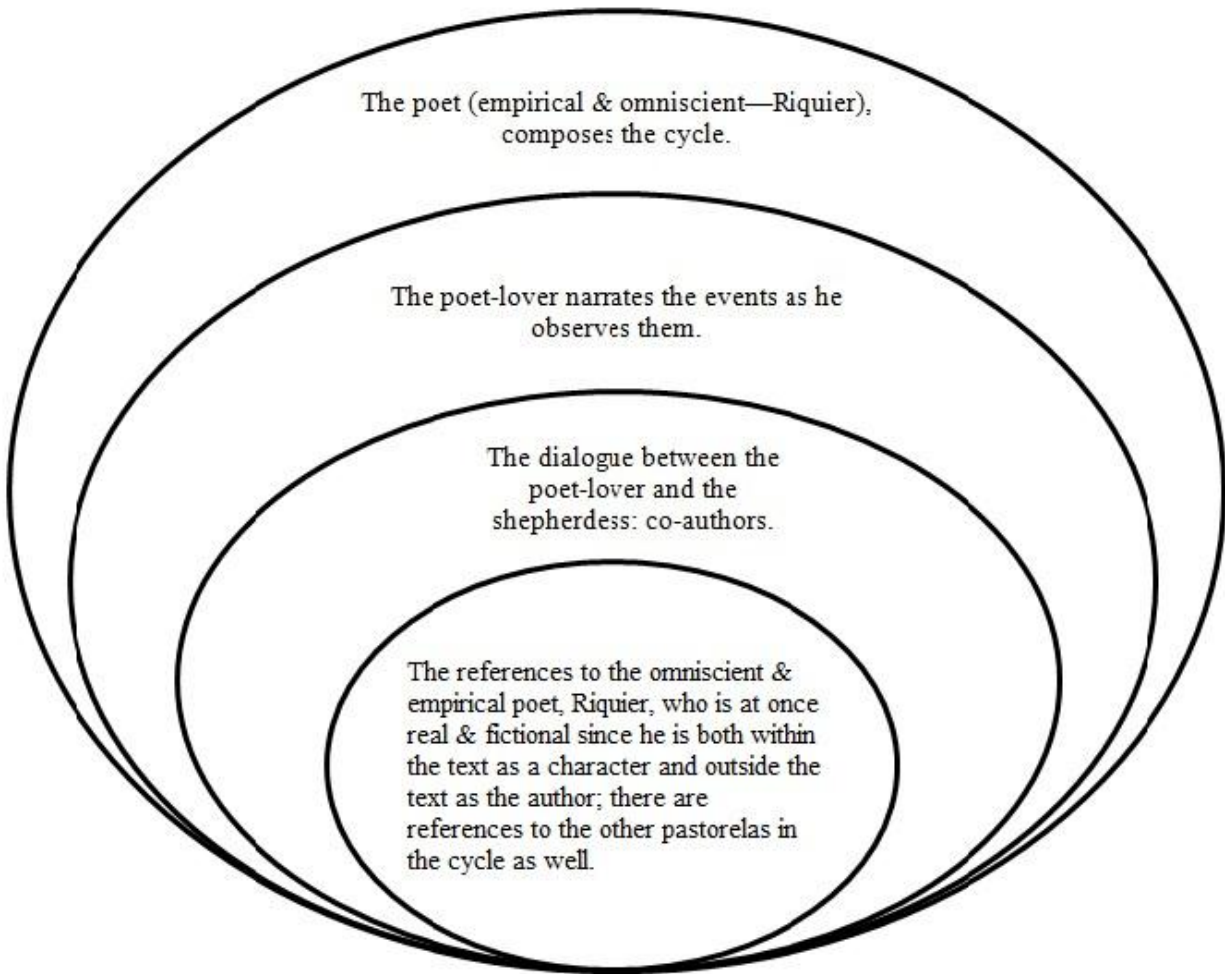 The poet (empirical & omniscient—Riquier),
composes the cycle.
The poet-lover narrates the events as he
observes them.
The dialogue between the
poet-lover and the
shepherdess: co-authors.
The references to the omniscient &
empirical poet, Riquier, who is at once
real & fictional since he is both within
the text as a character and outside the
text as the author; there are
references to the other pastorelas in
the cycle as well.